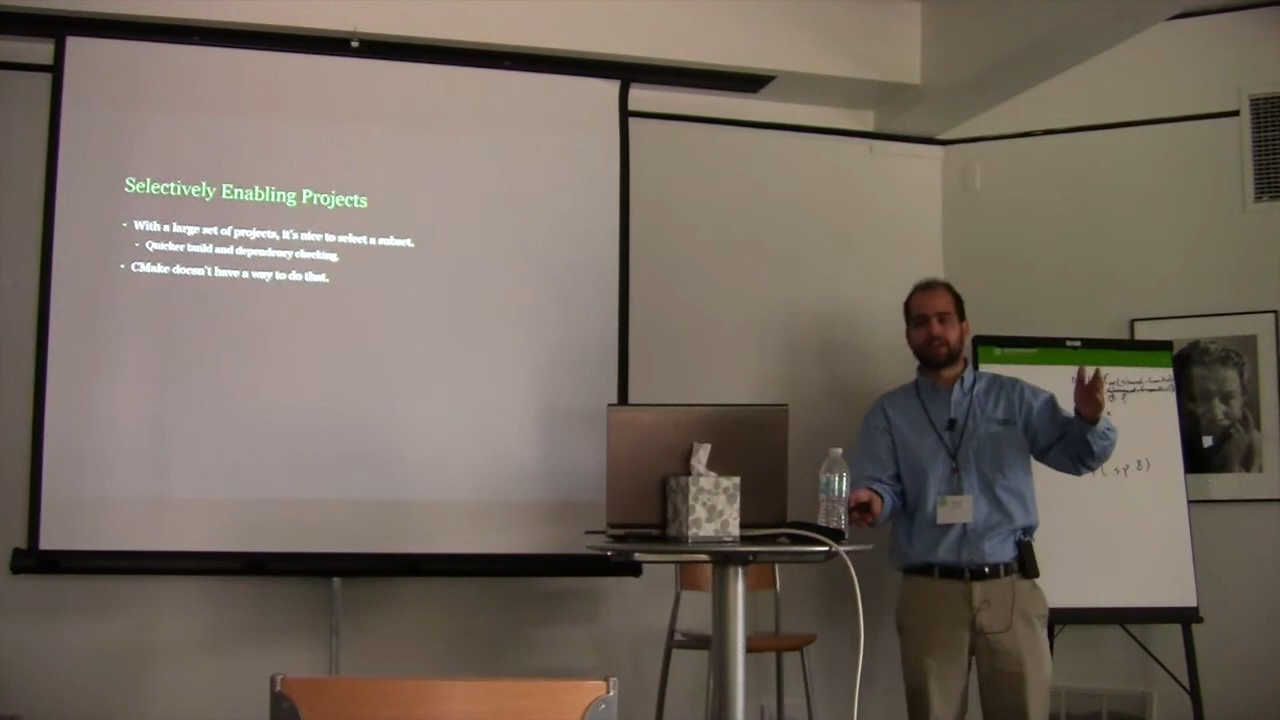 Selectively Enabling Projects
With a large set of projects, it's nice to select a subset.
Quicker build and dependency checking.
CMake doesn't have a way to do that.